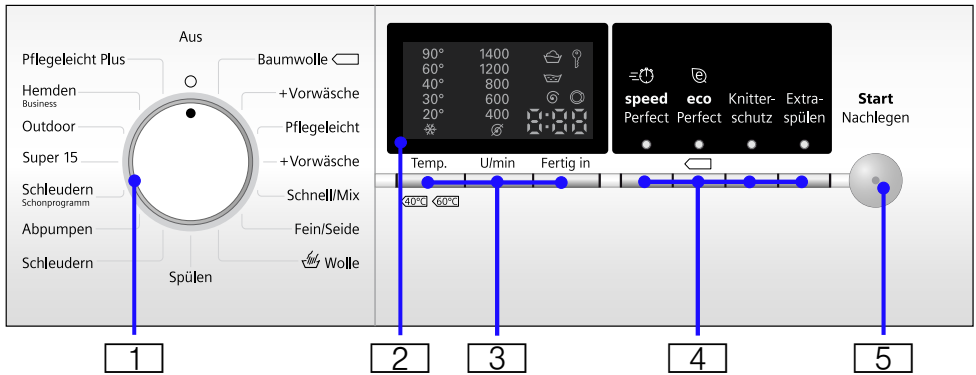 Aus
Pflegeleicht Plus
Hemden
Business
Outdoor
Super 15
Schleudern
Schonprogramm
Abpumpen
Schleudern
Spülen
Baumwolle
+Vorwäsche
Pflegeleicht
+Vorwäsche
Schnell/Mix
Fein/Seide
Wolle
90° 1400
60° 1200
40° 800
30° 600
20° 400
8:88
Temp. U/min Fertig in
40°C 60°C
speed
Perfect
eco
Perfect
Knitter-
schutz
Extra-
spülen
Start
Nachlegen
1 2 3 4 5